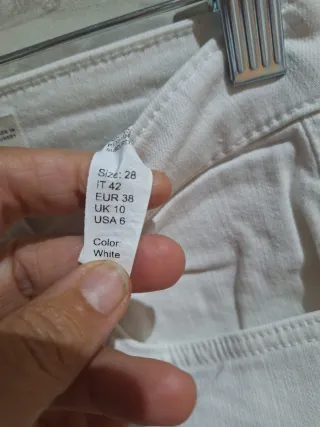 Size: 28
IT 42
EUR 38
UK 10
USA 6
Color:
White